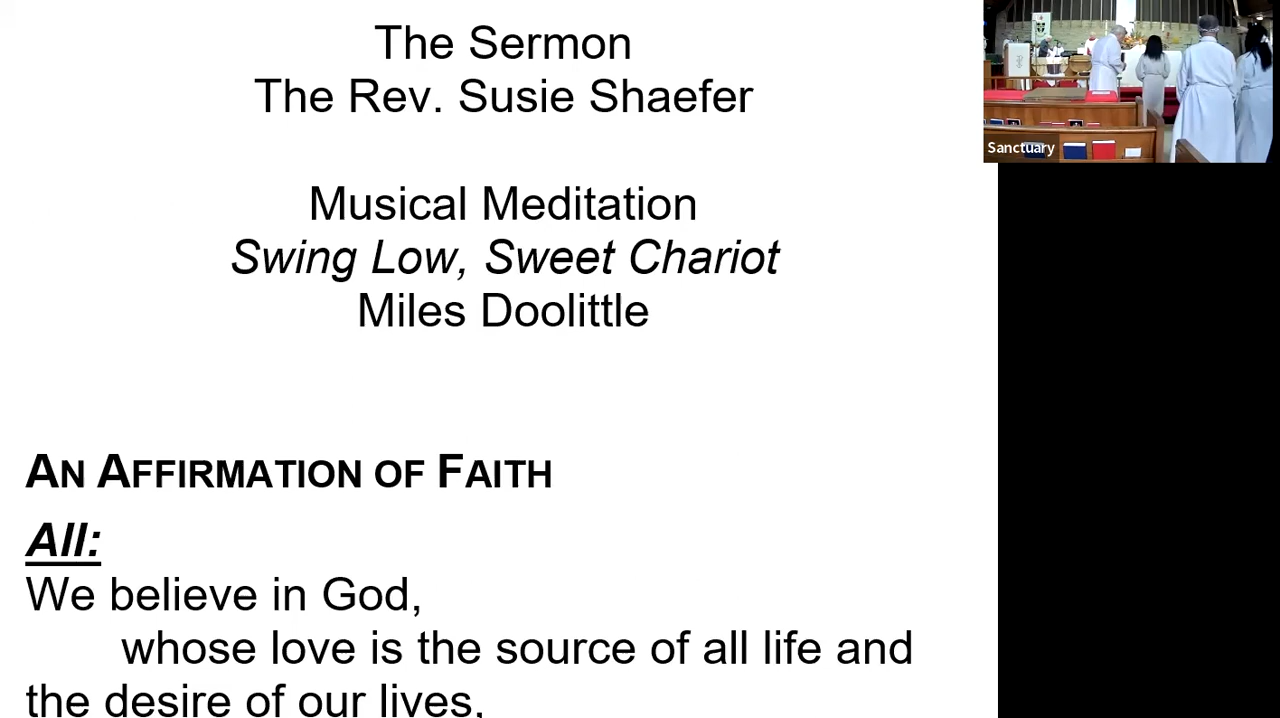 The Sermon
The Rev. Susie Shaefer
Musical Meditation
Swing Low, Sweet Chariot
Miles Doolittle
AN AFFIRMATION OF FAITH
All:
We believe in God,
whose love is the source of all life and
the desire of our lives,
Sanctuary